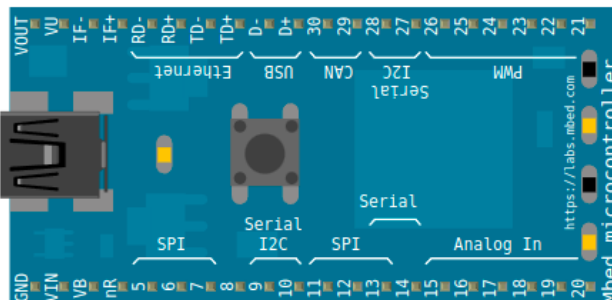 VOUT VU IF- IF+ RD- RD+ TD- TD+ D- D+ 30 29 28 27 26 25 24 23 22 21
Ethernet USB CAN I2C PWM
Serial
https://labs.mbed.com
mbed microcontroller
Serial
Serial
SPI I2C SPI Analog In
GND VIN VB nR 5 6 7 8 9 10 11 12 13 14 15 16 17 18 19 20